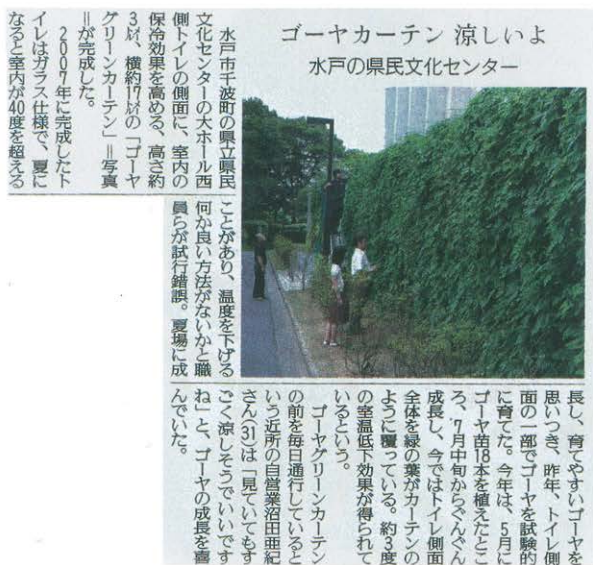 ゴーヤカーテン 涼しいよ
水戸の県民文化センター
水戸市千波町の県立県民
文化センターの大ホール西
側トイレの側面に、室内の
保冷効果を高める、高さ約
3㍍、横約17㍍の「ゴーヤ
グリーンカーテン」＝写真
＝が完成した。
2007年に完成したト
イレはガラス仕様で、夏に
なると室内が40度を超える
ことがあり、温度を下げる
何か良い方法がないかと職
員らが試行錯誤。夏場に成
長し、育てやすいゴーヤを
思いつき、昨年、トイレ側
面の一部でゴーヤを試験的
に育てた。今年は、5月に
ゴーヤ苗18本を植えたとこ
ろ、7月中旬からぐんぐん
成長し、今ではトイレ側面
全体を緑の葉がカーテンの
ように覆っている。約3度
の室温低下効果が得られて
いるという。
ゴーヤグリーンカーテン
の前を毎日通行していると
いう近所の自営業沼田亜紀
さん(31)は「見ていてもす
ごく涼しそうでいいです
ね」と、ゴーヤの成長を喜
んでいた。